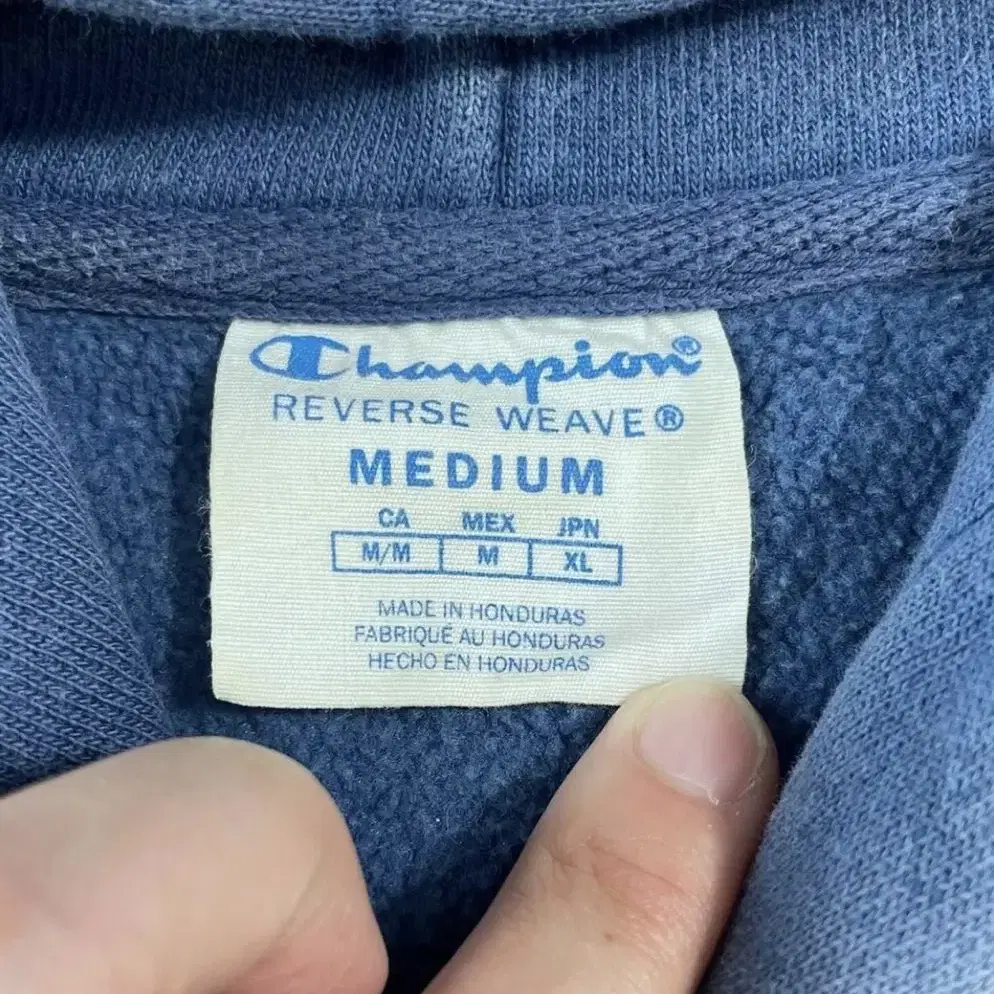 Champion®
REVERSE WEAVE®
MEDIUM
CA MEX JPN
M/M M XL
MADE IN HONDURAS
FABRIQUÉ AU HONDURAS
HECHO EN HONDURAS